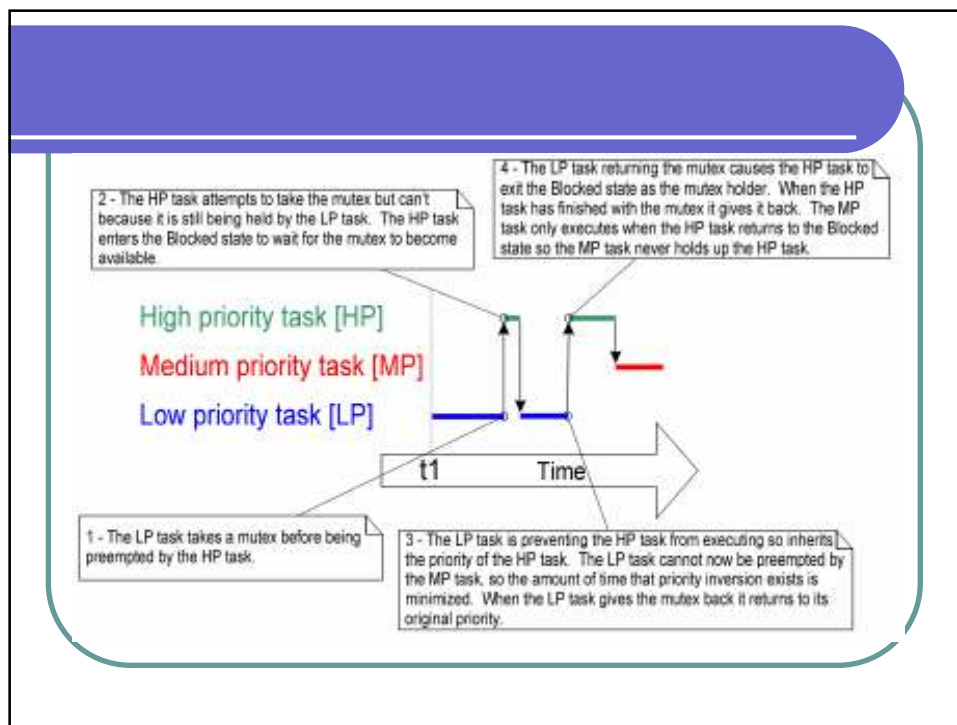 2 - The HP task attempts to take the mutex but can't
because it is still being held by the LP task.  The HP task
enters the Blocked state to wait for the mutex to become
available.
4 - The LP task returning the mutex causes the HP task to
exit the Blocked state as the mutex holder.  When the HP
task has finished with the mutex it gives it back.  The MP
task only executes when the HP task returns to the Blocked
state so the MP task never holds up the HP task.
High priority task [HP]
Medium priority task [MP]
Low priority task [LP]
t1
Time
1 - The LP task takes a mutex before being
preempted by the HP task.
3 - The LP task is preventing the HP task from executing so inherits
the priority of the HP task.  The LP task cannot now be preempted by
the MP task, so the amount of time that priority inversion exists is
minimized.  When the LP task gives the mutex back it returns to its
original priority.